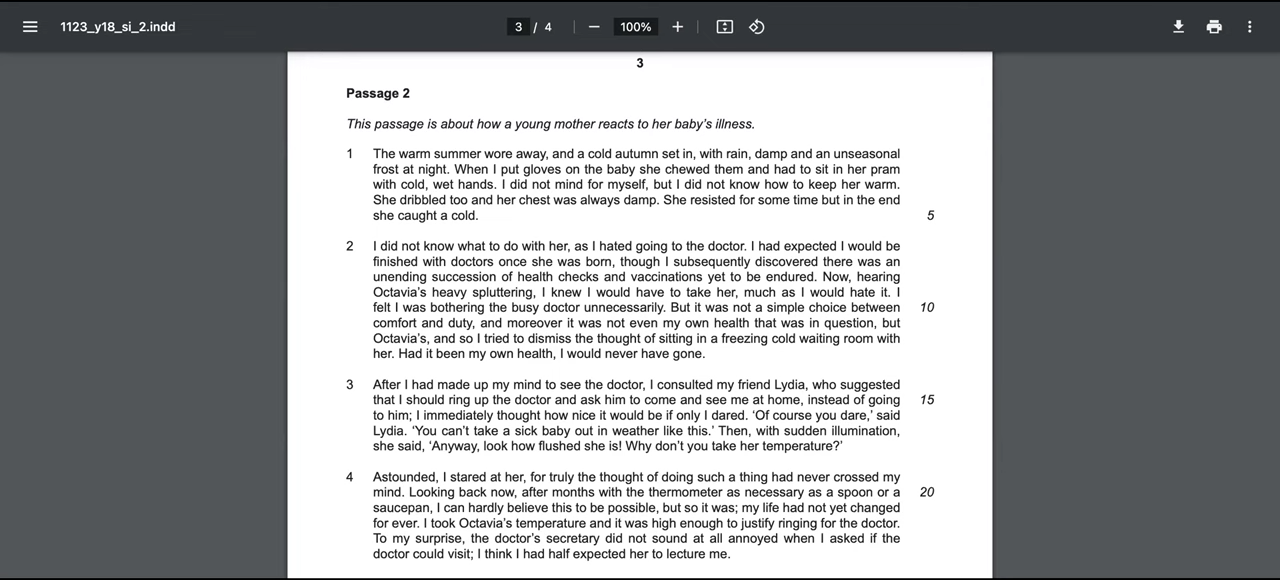 1123_y18_si_2.indd
3 / 4
100%
3
Passage 2
This passage is about how a young mother reacts to her baby's illness.
1 The warm summer wore away, and a cold autumn set in, with rain, damp and an unseasonal
frost at night. When I put gloves on the baby she chewed them and had to sit in her pram
with cold, wet hands. I did not mind for myself, but I did not know how to keep her warm.
She dribbled too and her chest was always damp. She resisted for some time but in the end
she caught a cold. 5
2 I did not know what to do with her, as I hated going to the doctor. I had expected I would be
finished with doctors once she was born, though I subsequently discovered there was an
unending succession of health checks and vaccinations yet to be endured. Now, hearing
Octavia's heavy spluttering, I knew I would have to take her, much as I would hate it. I
felt I was bothering the busy doctor unnecessarily. But it was not a simple choice between 10
comfort and duty, and moreover it was not even my own health that was in question, but
Octavia's, and so I tried to dismiss the thought of sitting in a freezing cold waiting room with
her. Had it been my own health, I would never have gone.
3 After I had made up my mind to see the doctor, I consulted my friend Lydia, who suggested
that I should ring up the doctor and ask him to come and see me at home, instead of going 15
to him; I immediately thought how nice it would be if only I dared. 'Of course you dare,' said
Lydia. 'You can't take a sick baby out in weather like this.' Then, with sudden illumination,
she said, 'Anyway, look how flushed she is! Why don't you take her temperature?'
4 Astounded, I stared at her, for truly the thought of doing such a thing had never crossed my
mind. Looking back now, after months with the thermometer as necessary as a spoon or a 20
saucepan, I can hardly believe this to be possible, but so it was; my life had not yet changed
for ever. I took Octavia's temperature and it was high enough to justify ringing for the doctor.
To my surprise, the doctor's secretary did not sound at all annoyed when I asked if the
doctor could visit; I think I had half expected her to lecture me.